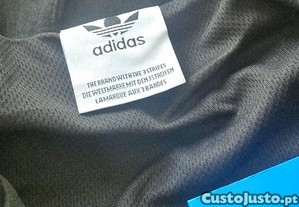 adidas
THE BRAND WITH THE 3 STRIPES
DIE WELTMARKE MIT DEN 3 STREIFEN
LA MARQUE AUX 3 BANDES
CustoJusto.pt